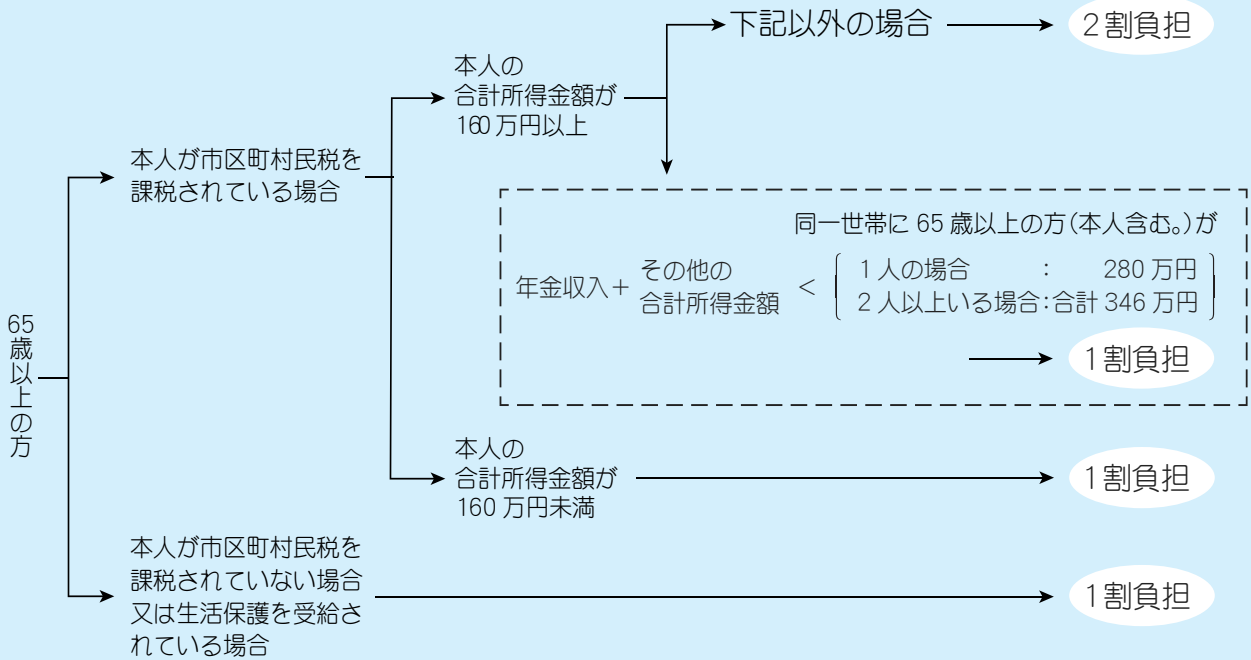 65歳以上の方
本人が市区町村民税を
課税されている場合
本人の
合計所得金額が
160万円以上
下記以外の場合
2割負担
同一世帯に 65 歳以上の方(本人含む。)が
年金収入+
その他の
合計所得金額
<
1人の場合 : 280万円
2人以上いる場合:合計346万円
1割負担
本人の
合計所得金額が
160万円未満
1割負担
本人が市区町村民税を
課税されていない場合
又は生活保護を受給さ
れている場合
1割負担